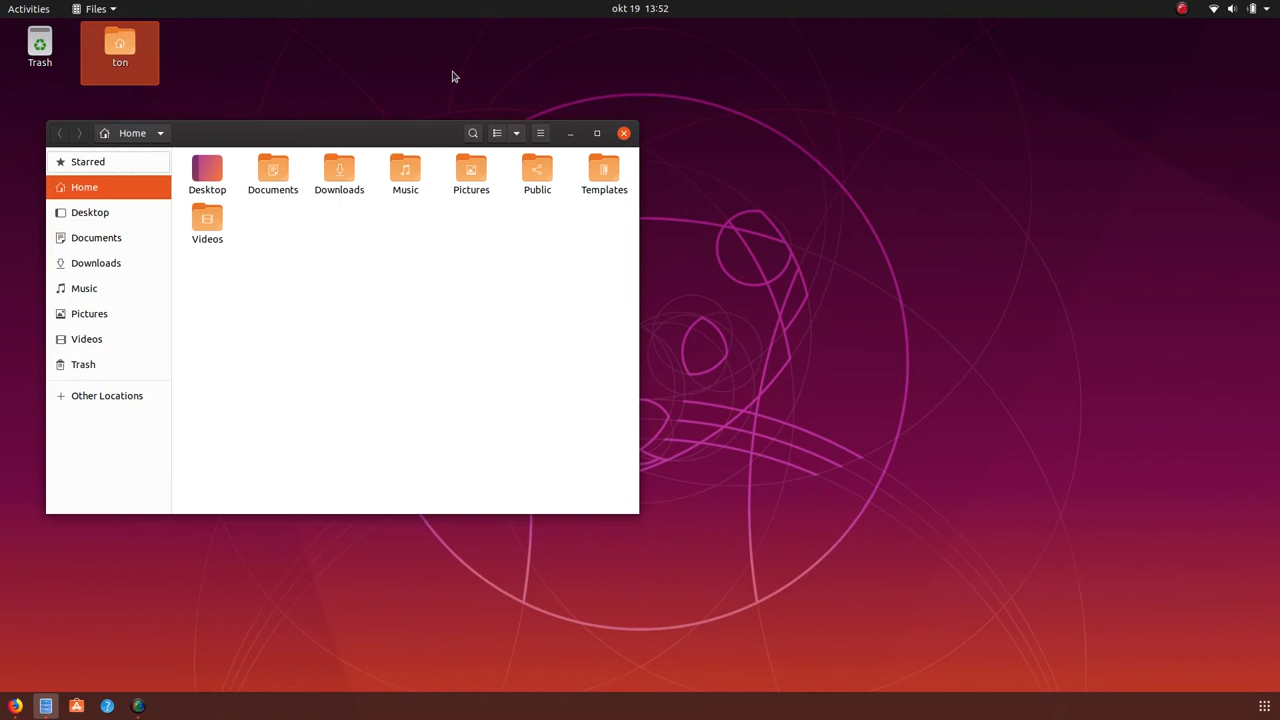 Activities Files okt 19 13:52
Trash ton
Home
Starred
Home
Desktop
Documents
Downloads
Music
Pictures
Videos
Trash
Other Locations
Desktop Documents Downloads Music Pictures Public Templates
Videos